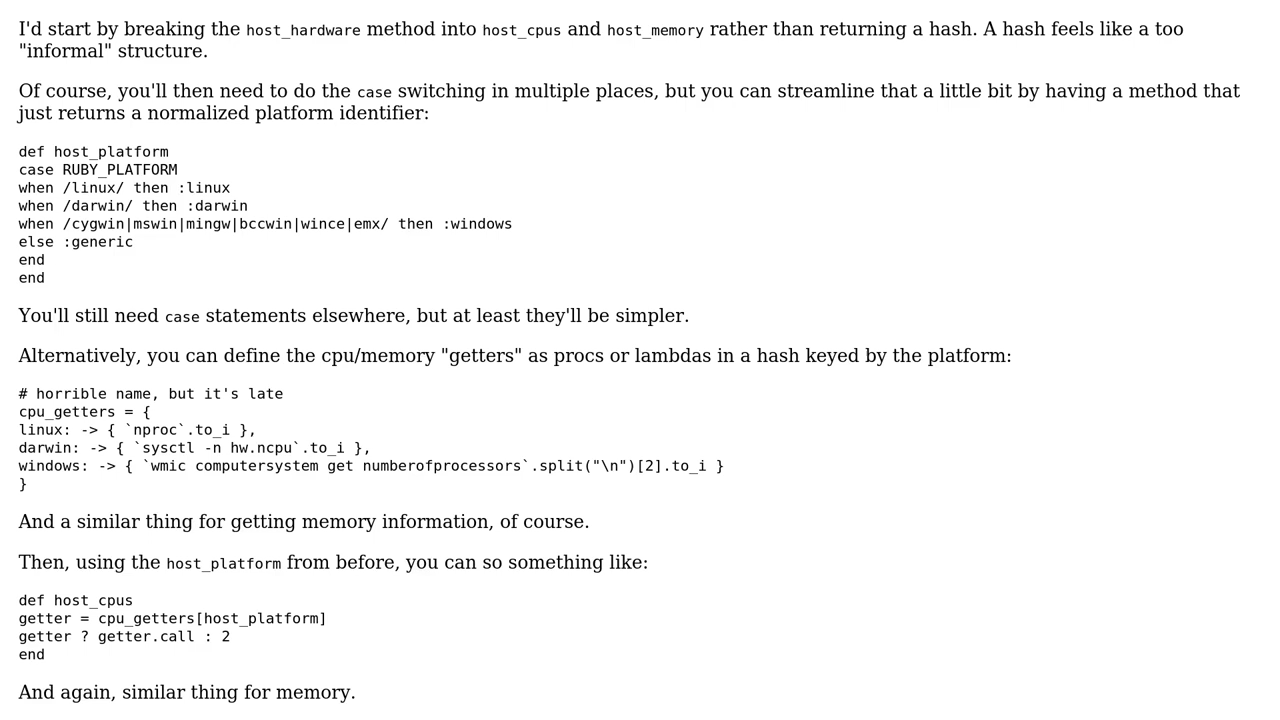 I'd start by breaking the host_hardware method into host_cpus and host_memory rather than returning a hash. A hash feels like a too
"informal" structure.
Of course, you'll then need to do the case switching in multiple places, but you can streamline that a little bit by having a method that
just returns a normalized platform identifier:
def host_platform
case RUBY_PLATFORM
when /linux/ then :linux
when /darwin/ then :darwin
when /cygwin|mswin|mingw|bccwin|wince|emx/ then :windows
else :generic
end
end
You'll still need case statements elsewhere, but at least they'll be simpler.
Alternatively, you can define the cpu/memory "getters" as procs or lambdas in a hash keyed by the platform:
# horrible name, but it's late
cpu_getters = {
linux: -> { `nproc`.to_i },
darwin: -> { `sysctl -n hw.ncpu`.to_i },
windows: -> { `wmic computersystem get numberofprocessors`.split("\n")[2].to_i }
}
And a similar thing for getting memory information, of course.
Then, using the host_platform from before, you can so something like:
def host_cpus
getter = cpu_getters[host_platform]
getter ? getter.call : 2
end
And again, similar thing for memory.